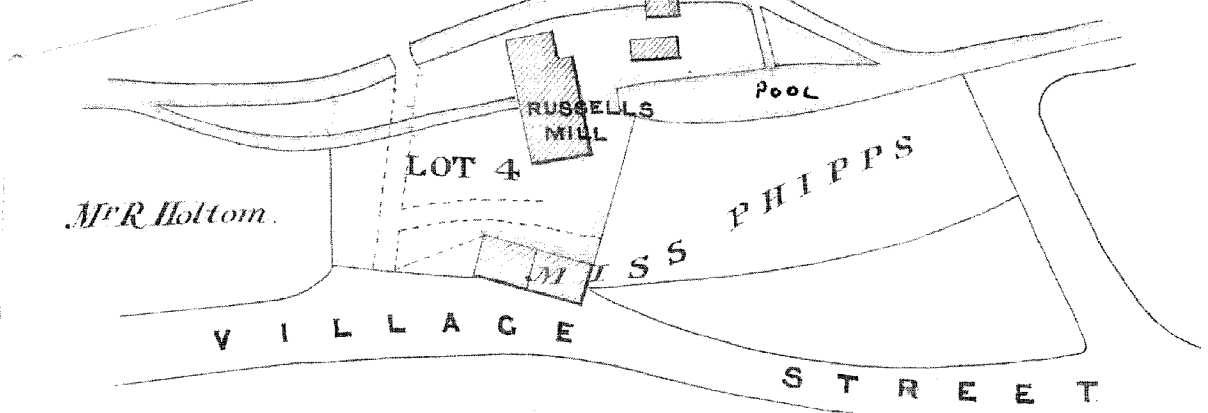 POOL
RUSSELLS
MILL
LOT 4
Mr R Holtom.
MISS PHIPPS
VILLAGE STREET